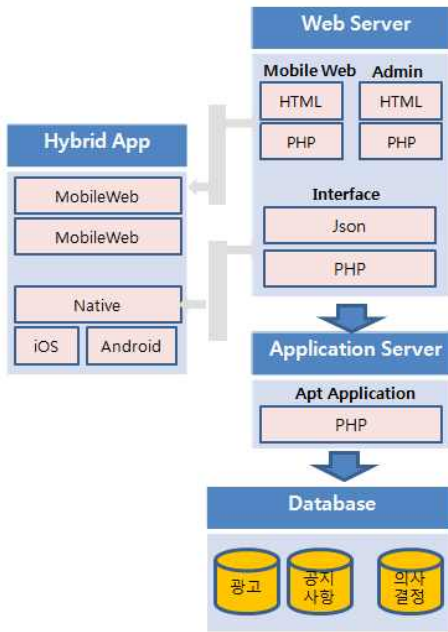 Web Server
Mobile Web
Admin
HTML
HTML
PHP
PHP
Interface
Json
PHP
Hybrid App
MobileWeb
MobileWeb
Native
iOS
Android
Application Server
Apt Application
PHP
Database
광고
공지
사항
의사
결정